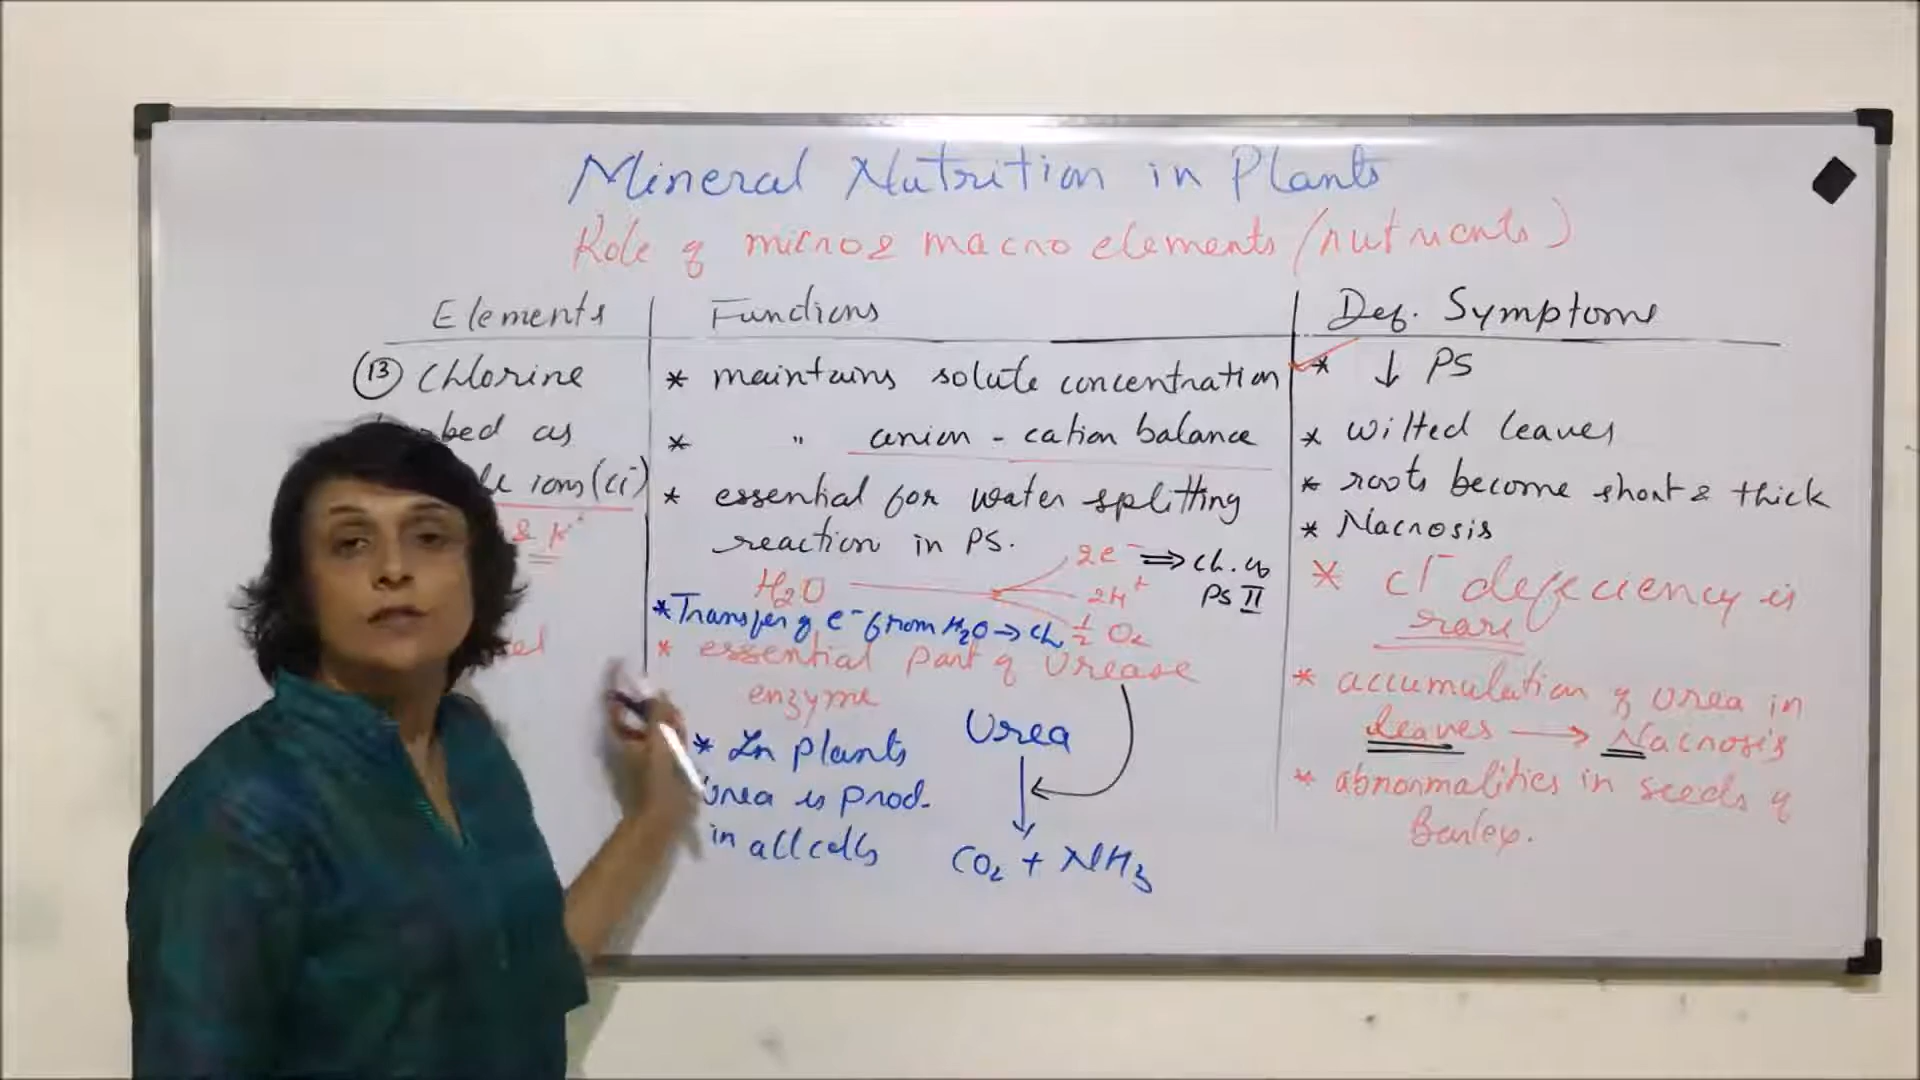 Mineral Nutrition in Plants
Role of micro & macro elements (nutrients)
Elements
(13) Chlorine
bed as
ions (Cl⁻)
& K⁺
Functions
* maintains solute concentration
* " anion - cation balance
* essential for water splitting
reaction in PS.
H₂O
2e⁻ ⟹ Ch. of
2H⁺ PS II
½ O₂
* Transfer of e⁻ from H₂O → Ch
* essential part of Urease
enzyme
* In plants
Urea is prod.
in all cells
Urea
↓
CO₂ + NH₃
Def. Symptoms
* ↓ PS
* wilted leaves
* roots become short & thick
* Nacrosis
* Cl⁻ deficiency is
rare
* accumulation of urea in
leaves → Nacrosis
* abnormalities in seeds of
Barley.